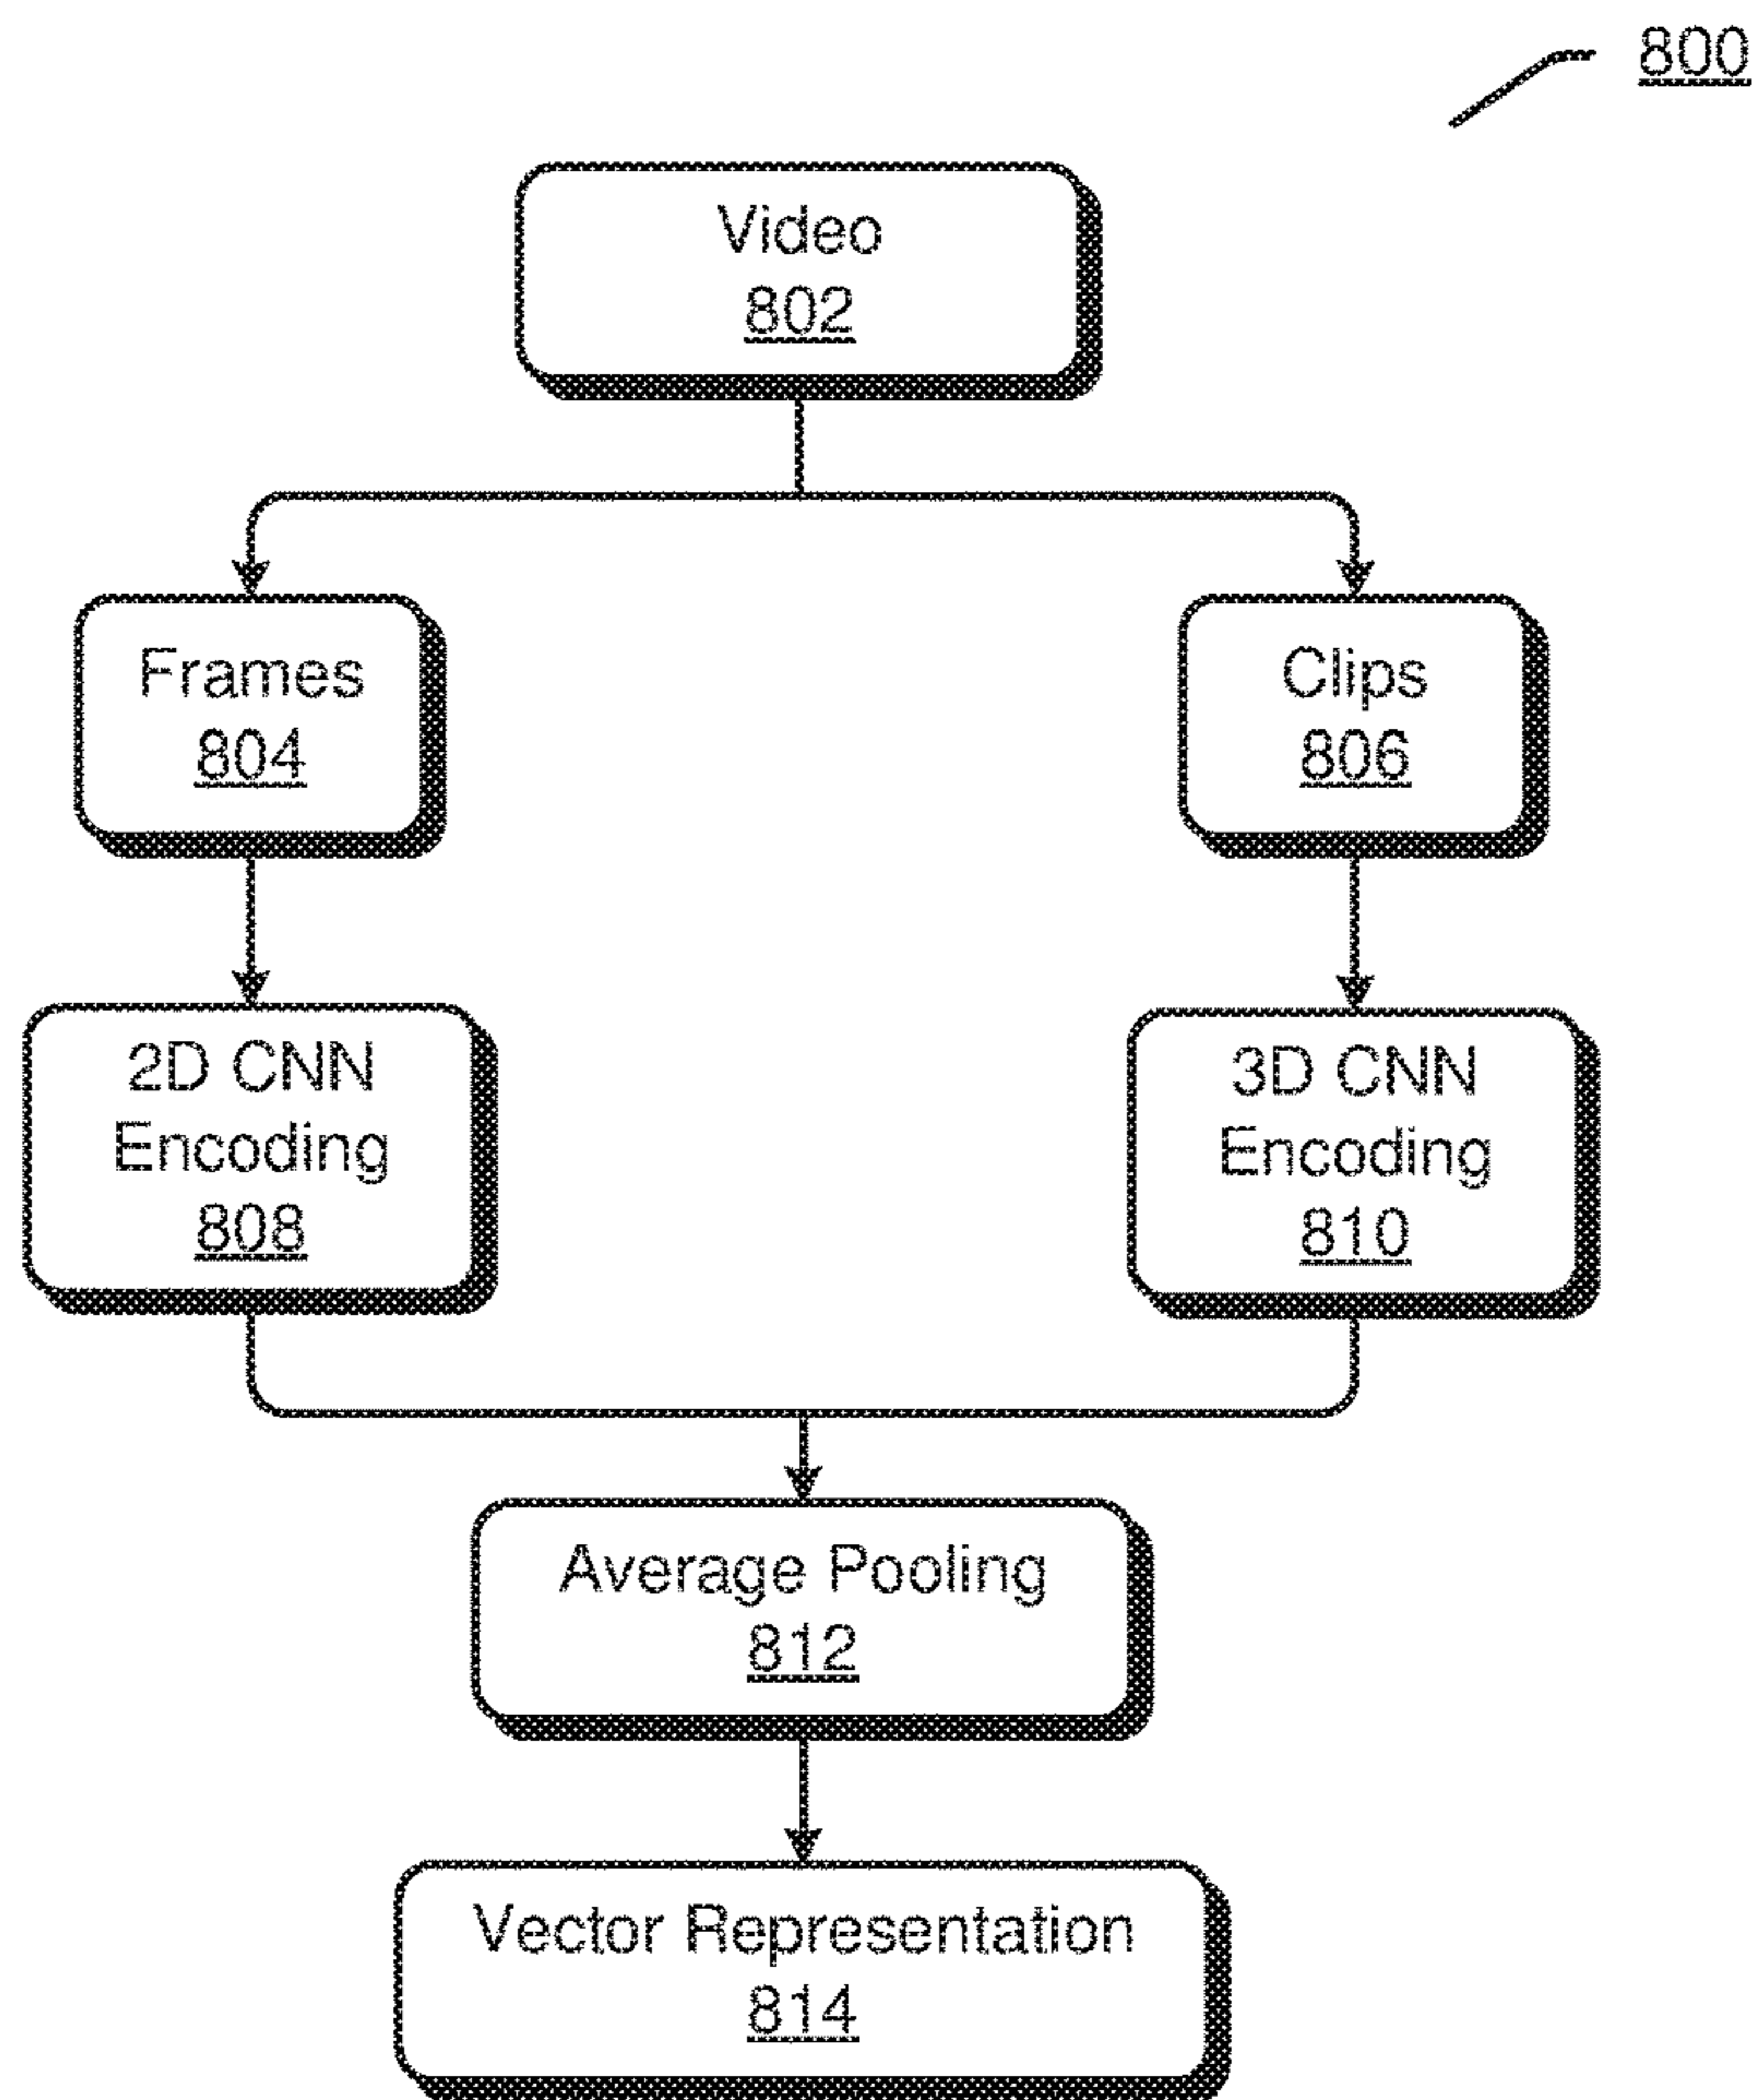 800
Video
802
Frames
804
Clips
806
2D CNN
Encoding
808
3D CNN
Encoding
810
Average Pooling
812
Vector Representation
814